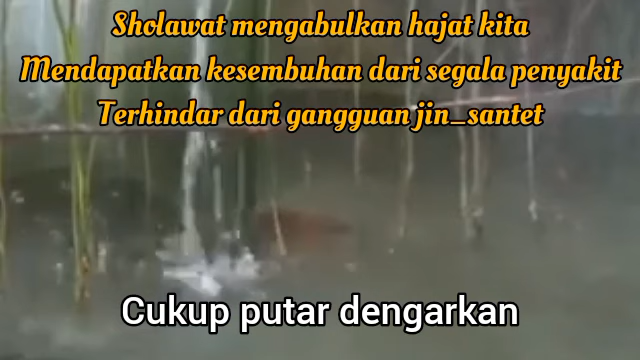 Sholawat mengabulkan hajat kita
Mendapatkan kesembuhan dari segala penyakit
Terhindar dari gangguan jin_santet
Cukup putar dengarkan